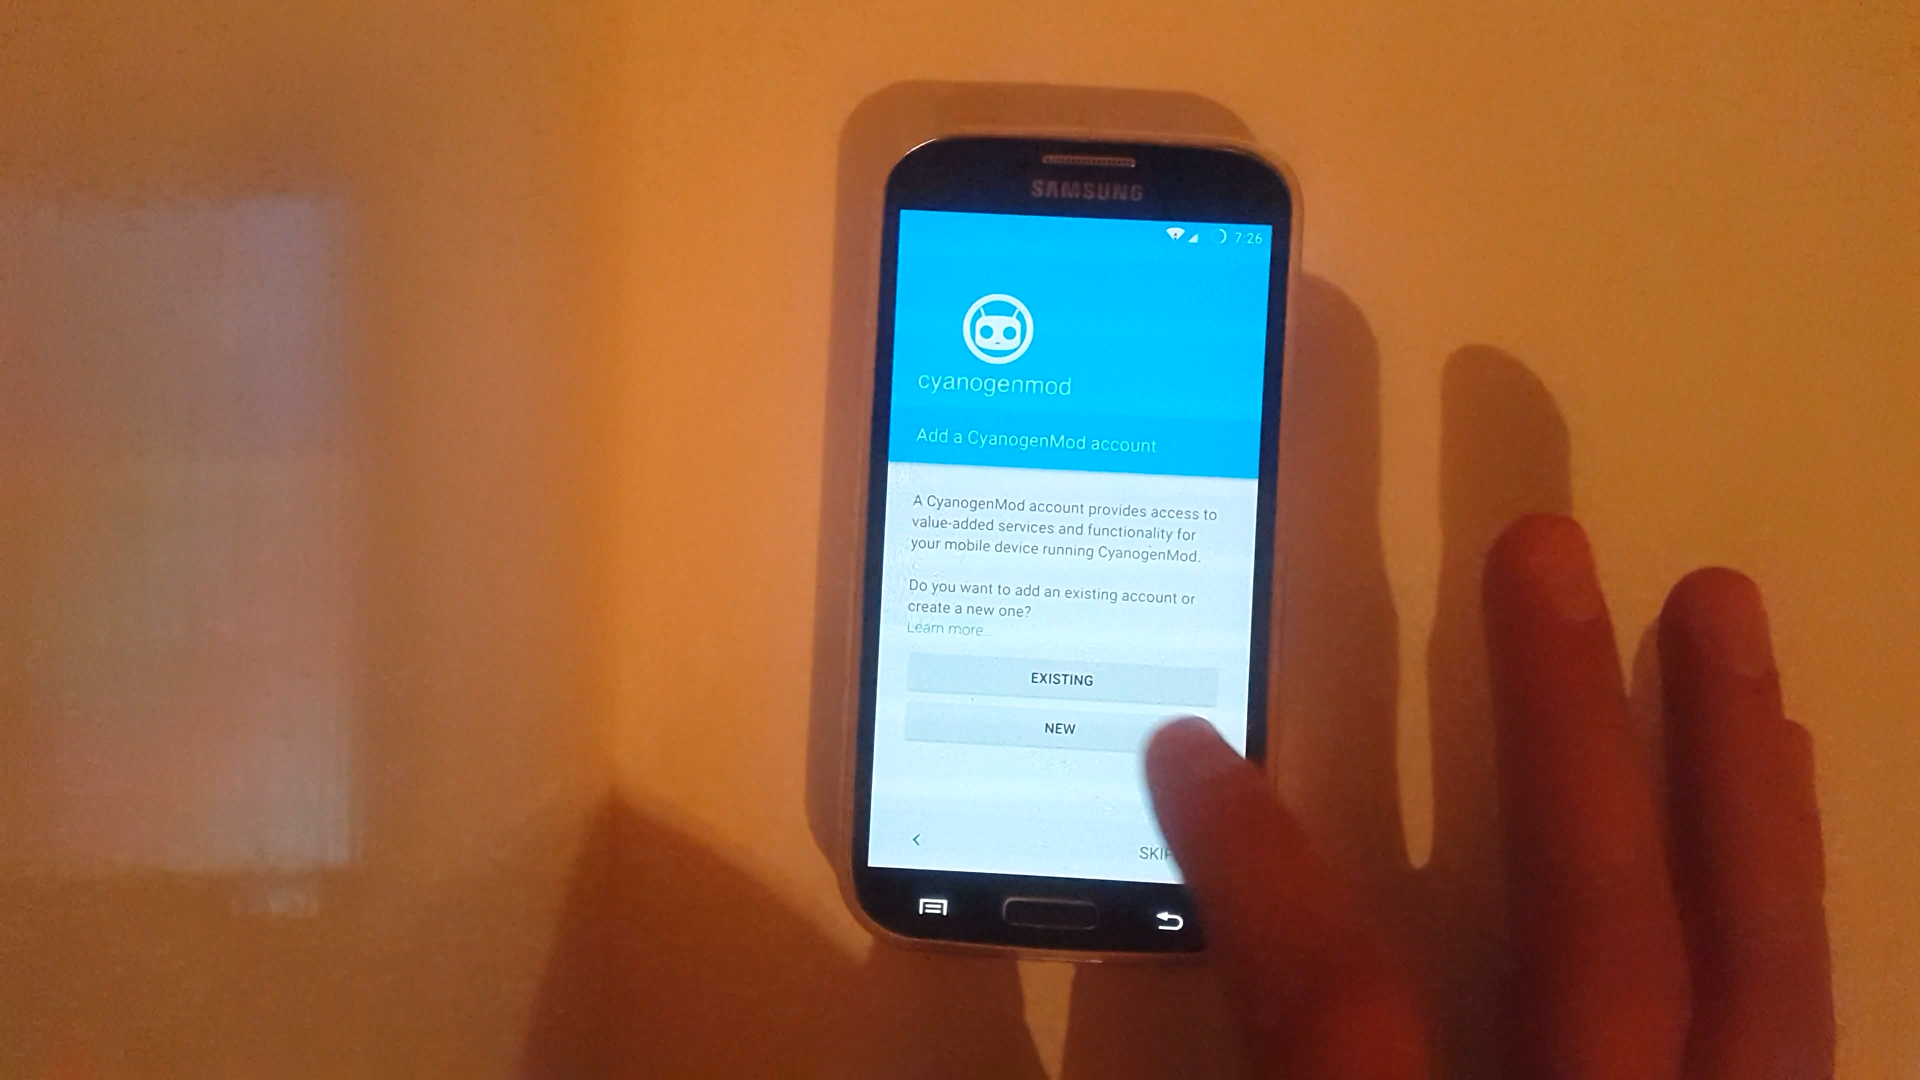 SAMSUNG
7:26
cyanogenmod
Add a CyanogenMod account
A CyanogenMod account provides access to
value-added services and functionality for
your mobile device running CyanogenMod.
Do you want to add an existing account or
create a new one?
Learn more...
EXISTING
NEW